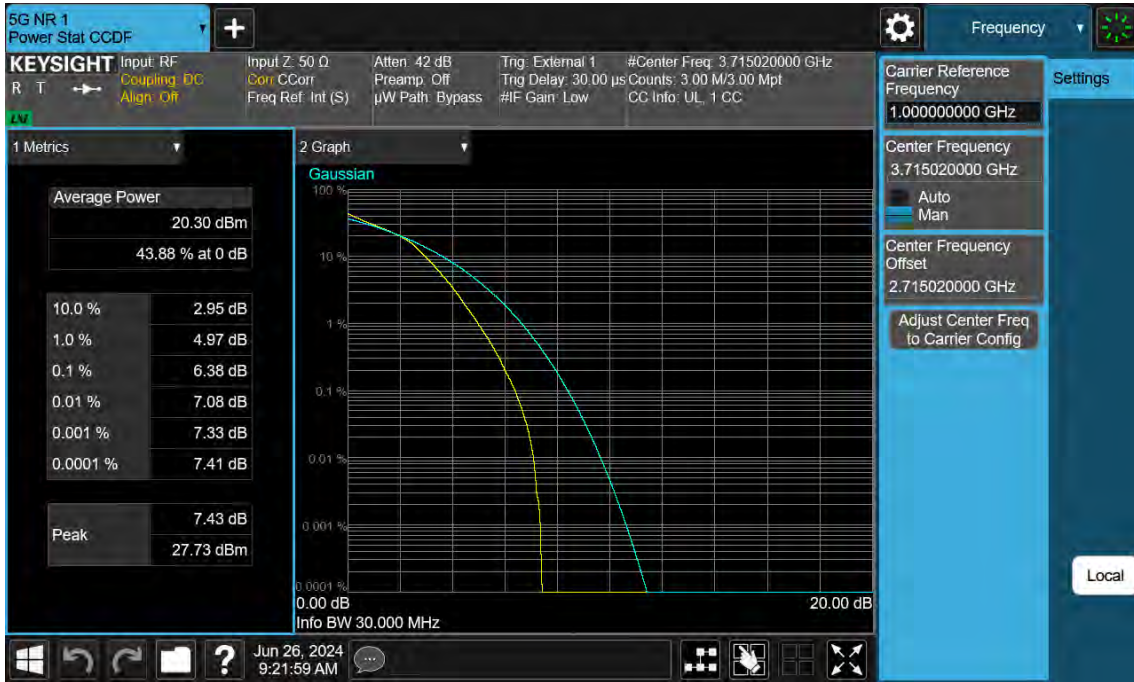 5G NR 1
Power Stat CCDF
+
Frequency
KEYSIGHT
R T
LNI
Input: RF
Coupling: DC
Align: Off
Input Z: 50 Ω
Corr CCorr
Freq Ref: Int (S)
Atten: 42 dB
Preamp: Off
µW Path: Bypass
Trig: External 1
Trig Delay: 30.00 µs
#IF Gain: Low
#Center Freq: 3.715020000 GHz
Counts: 3.00 M/3.00 Mpt
CC Info: UL, 1 CC
1 Metrics
Average Power
20.30 dBm
43.88 % at 0 dB
10.0 % 2.95 dB
1.0 % 4.97 dB
0.1 % 6.38 dB
0.01 % 7.08 dB
0.001 % 7.33 dB
0.0001 % 7.41 dB
Peak
7.43 dB
27.73 dBm
2 Graph
Gaussian
100 %
10 %
1 %
0.1 %
0.01 %
0.001 %
0.0001 %
0.00 dB 20.00 dB
Info BW 30.000 MHz
Carrier Reference
Frequency
1.000000000 GHz
Center Frequency
3.715020000 GHz
Auto
Man
Center Frequency
Offset
2.715020000 GHz
Adjust Center Freq
to Carrier Config
Settings
Local
?
Jun 26, 2024
9:21:59 AM